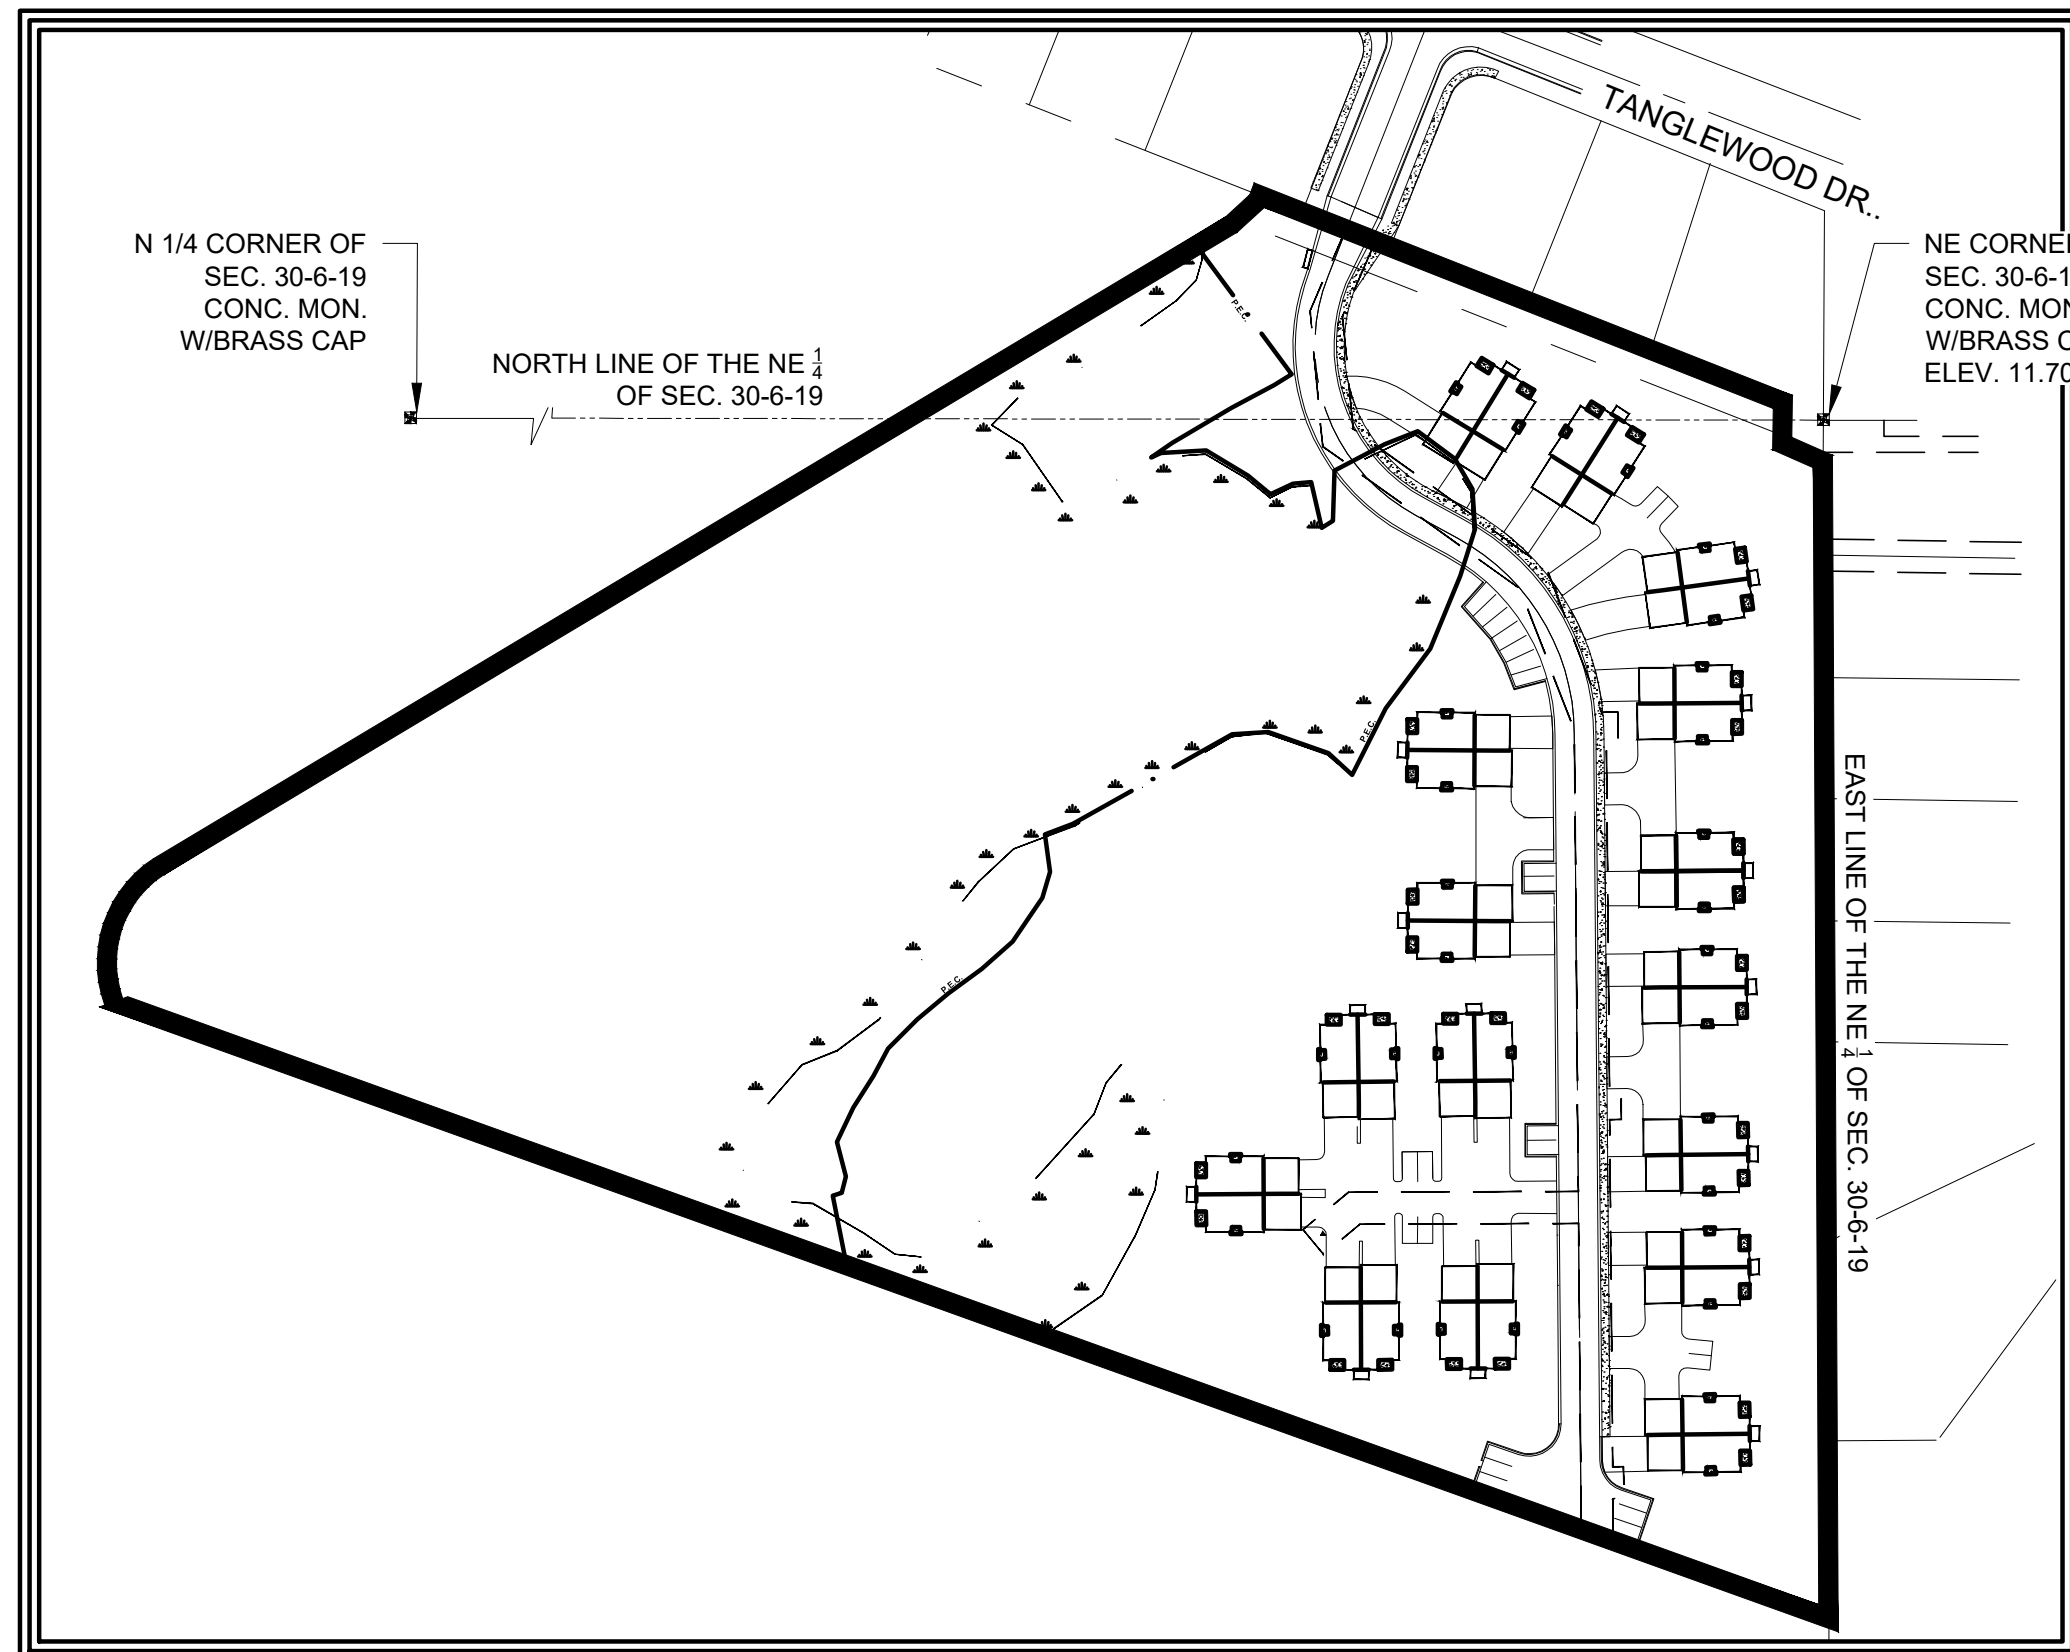 TANGLEWOOD DR..
N 1/4 CORNER OF
SEC. 30-6-19
CONC. MON.
W/BRASS CAP
NORTH LINE OF THE NE 1/4
OF SEC. 30-6-19
NE CORNE
SEC. 30-6-1
CONC. MON
W/BRASS C
ELEV. 11.70
P.E.C.
P.E.C.
P.E.C.
EAST LINE OF THE NE 1/4 OF SEC. 30-6-19